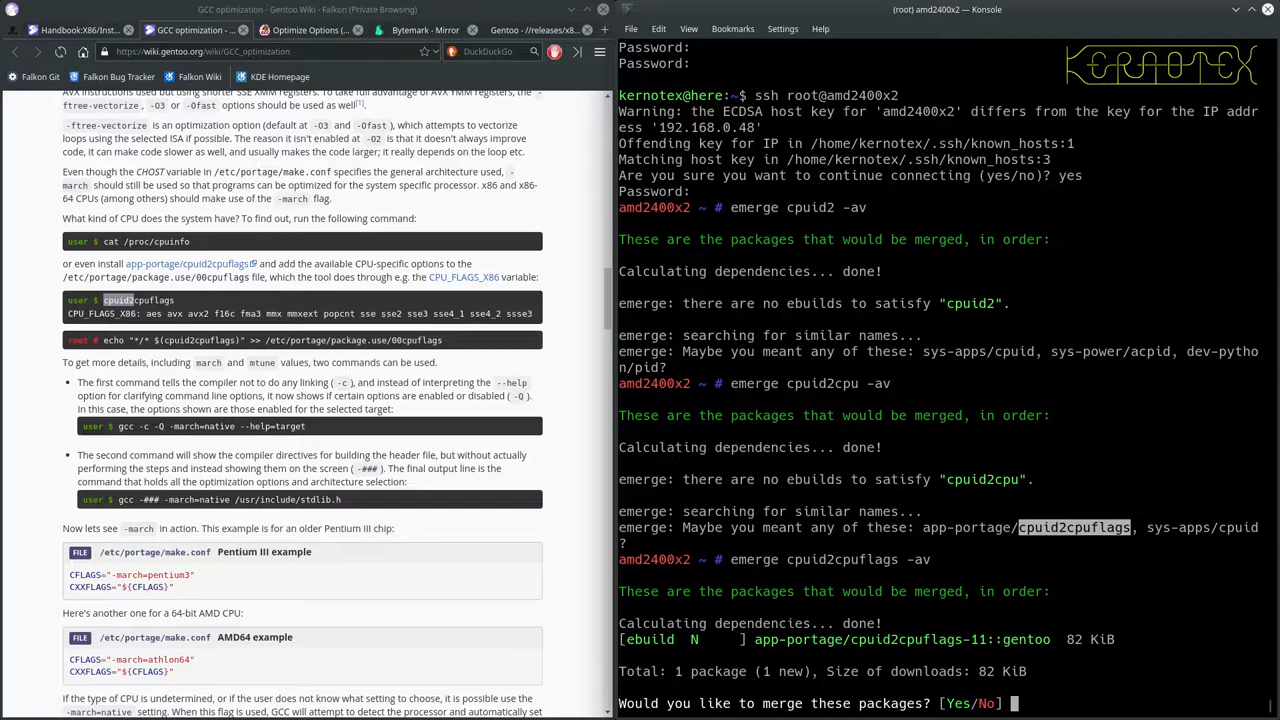 GCC optimization - Gentoo Wiki - Falkon (Private Browsing)
Handbook:X86/Inst...
GCC optimization - ...
Optimize Options (...
Bytemark - Mirror
Gentoo - //releases/x8...
https://wiki.gentoo.org/wiki/GCC_optimization
DuckDuckGo
Falkon Git
Falkon Bug Tracker
Falkon Wiki
KDE Homepage
AVX instructions used but using shorter SSE XMM registers. To take full advantage of AVX YMM registers, the -
ftree-vectorize, -O3 or -Ofast options should be used as well[1].
-ftree-vectorize is an optimization option (default at -O3 and -Ofast), which attempts to vectorize
loops using the selected ISA if possible. The reason it isn't enabled at -O2 is that it doesn't always improve
code, it can make code slower as well, and usually makes the code larger; it really depends on the loop etc.
Even though the CHOST variable in /etc/portage/make.conf specifies the general architecture used, -
march should still be used so that programs can be optimized for the system specific processor. x86 and x86-
64 CPUs (among others) should make use of the -march flag.
What kind of CPU does the system have? To find out, run the following command:
user $ cat /proc/cpuinfo
or even install app-portage/cpuid2cpuflags and add the available CPU-specific options to the
/etc/portage/package.use/00cpuflags file, which the tool does through e.g. the CPU_FLAGS_X86 variable:
user $ cpuid2cpuflags
CPU_FLAGS_X86: aes avx avx2 f16c fma3 mmx mmxext popcnt sse sse2 sse3 sse4_1 sse4_2 ssse3
root # echo "*/* $(cpuid2cpuflags)" >> /etc/portage/package.use/00cpuflags
To get more details, including march and mtune values, two commands can be used.
• The first command tells the compiler not to do any linking (-c), and instead of interpreting the --help
option for clarifying command line options, it now shows if certain options are enabled or disabled (-Q).
In this case, the options shown are those enabled for the selected target:
user $ gcc -c -Q -march=native --help=target
• The second command will show the compiler directives for building the header file, but without actually
performing the steps and instead showing them on the screen (-###). The final output line is the
command that holds all the optimization options and architecture selection:
user $ gcc -### -march=native /usr/include/stdlib.h
Now lets see -march in action. This example is for an older Pentium III chip:
FILE /etc/portage/make.conf Pentium III example
CFLAGS="-march=pentium3"
CXXFLAGS="${CFLAGS}"
Here's another one for a 64-bit AMD CPU:
FILE /etc/portage/make.conf AMD64 example
CFLAGS="-march=athlon64"
CXXFLAGS="${CFLAGS}"
If the type of CPU is undetermined, or if the user does not know what setting to choose, it is possible use the
-march=native setting. When this flag is used, GCC will attempt to detect the processor and automatically set
(root) amd2400x2 — Konsole
File Edit View Bookmarks Settings Help
KERNOTEX
Password:
Password:
kernotex@here:~$ ssh root@amd2400x2
Warning: the ECDSA host key for 'amd2400x2' differs from the key for the IP addr
ess '192.168.0.48'
Offending key for IP in /home/kernotex/.ssh/known_hosts:1
Matching host key in /home/kernotex/.ssh/known_hosts:3
Are you sure you want to continue connecting (yes/no)? yes
Password:
amd2400x2 ~ # emerge cpuid2 -av
These are the packages that would be merged, in order:
Calculating dependencies... done!
emerge: there are no ebuilds to satisfy "cpuid2".
emerge: searching for similar names...
emerge: Maybe you meant any of these: sys-apps/cpuid, sys-power/acpid, dev-pytho
n/pid?
amd2400x2 ~ # emerge cpuid2cpu -av
These are the packages that would be merged, in order:
Calculating dependencies... done!
emerge: there are no ebuilds to satisfy "cpuid2cpu".
emerge: searching for similar names...
emerge: Maybe you meant any of these: app-portage/cpuid2cpuflags, sys-apps/cpuid
?
amd2400x2 ~ # emerge cpuid2cpuflags -av
These are the packages that would be merged, in order:
Calculating dependencies... done!
[ebuild  N     ] app-portage/cpuid2cpuflags-11::gentoo  82 KiB
Total: 1 package (1 new), Size of downloads: 82 KiB
Would you like to merge these packages? [Yes/No]